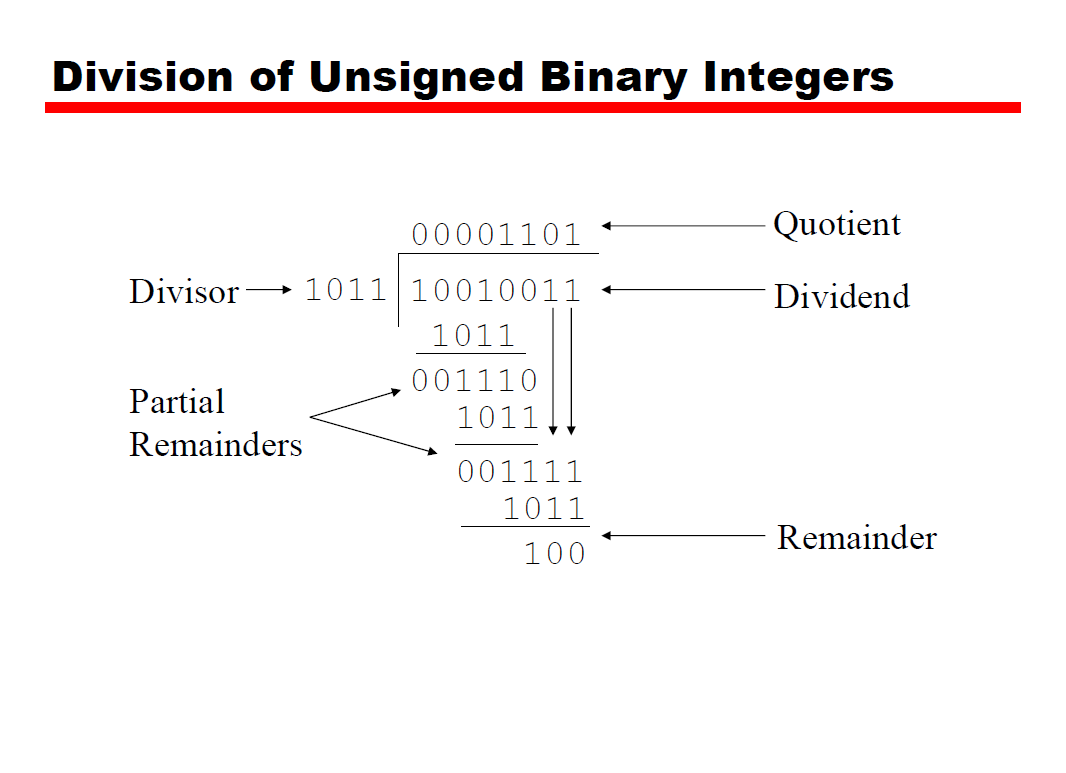 Division of Unsigned Binary Integers
00001101
Quotient
Divisor
1011
10010011
Dividend
1011
001110
Partial
Remainders
1011
001111
1011
Remainder
100